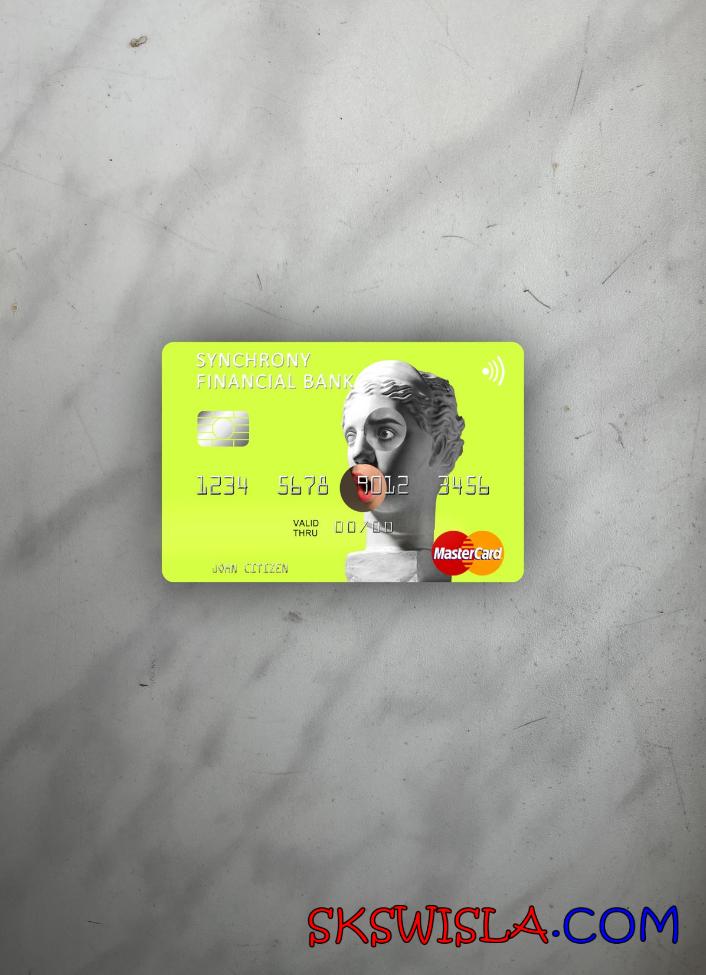 SYNCHRONY
FINANCIAL BANK
1234 5678 9012 3456
VALID
THRU 00/00
MasterCard
JOHN CITIZEN
SKSWISLA.COM